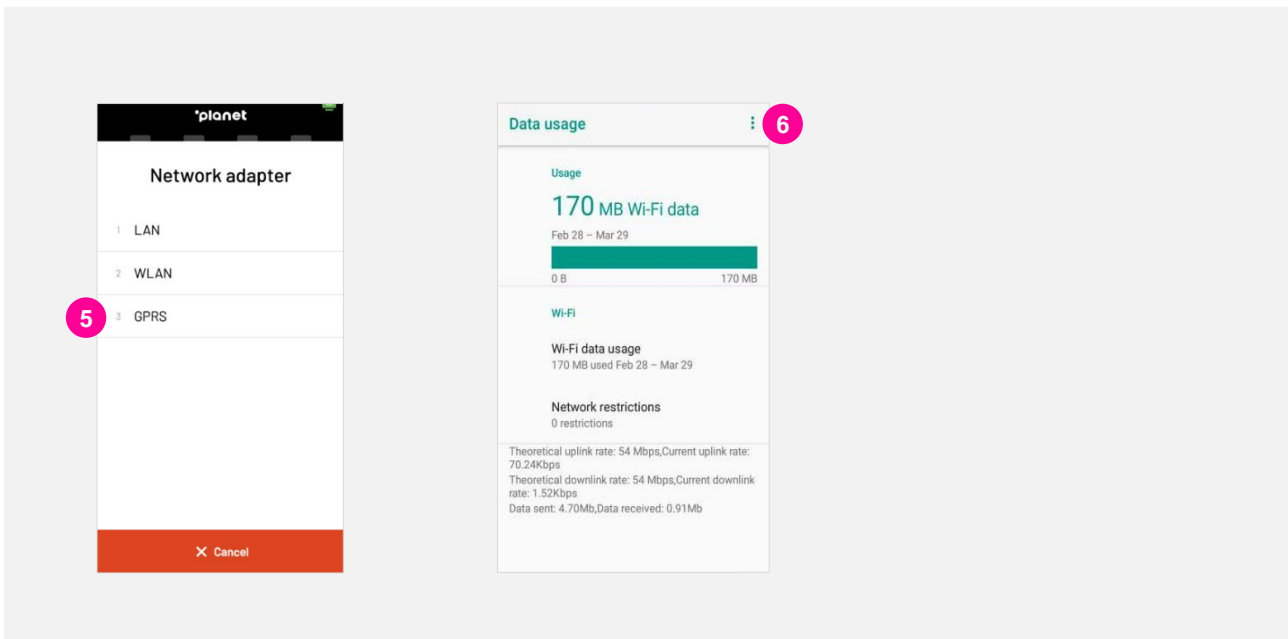 planet
Network adapter
1 LAN
2 WLAN
5 3 GPRS
X Cancel
Data usage 6
Usage
170 MB Wi-Fi data
Feb 28 – Mar 29
0 B 170 MB
Wi-Fi
Wi-Fi data usage
170 MB used Feb 28 – Mar 29
Network restrictions
0 restrictions
Theoretical uplink rate: 54 Mbps,Current uplink rate:
70.24Kbps
Theoretical downlink rate: 54 Mbps,Current downlink
rate: 1.52Kbps
Data sent: 4.70Mb,Data received: 0.91Mb